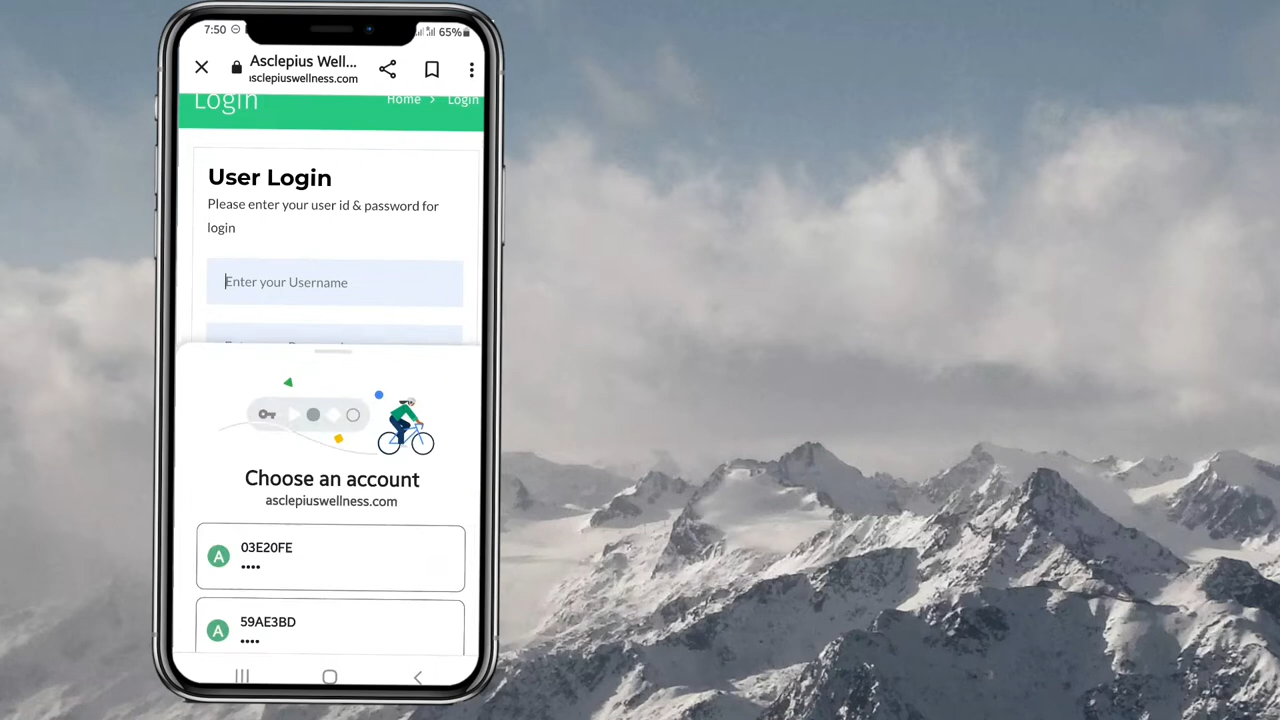 7:50
65%
Asclepius Well...
asclepiuswellness.com
Login
Home > Login
User Login
Please enter your user id & password for
login
Enter your Username
Choose an account
asclepiuswellness.com
A
03E20FE
••••
A
59AE3BD
••••